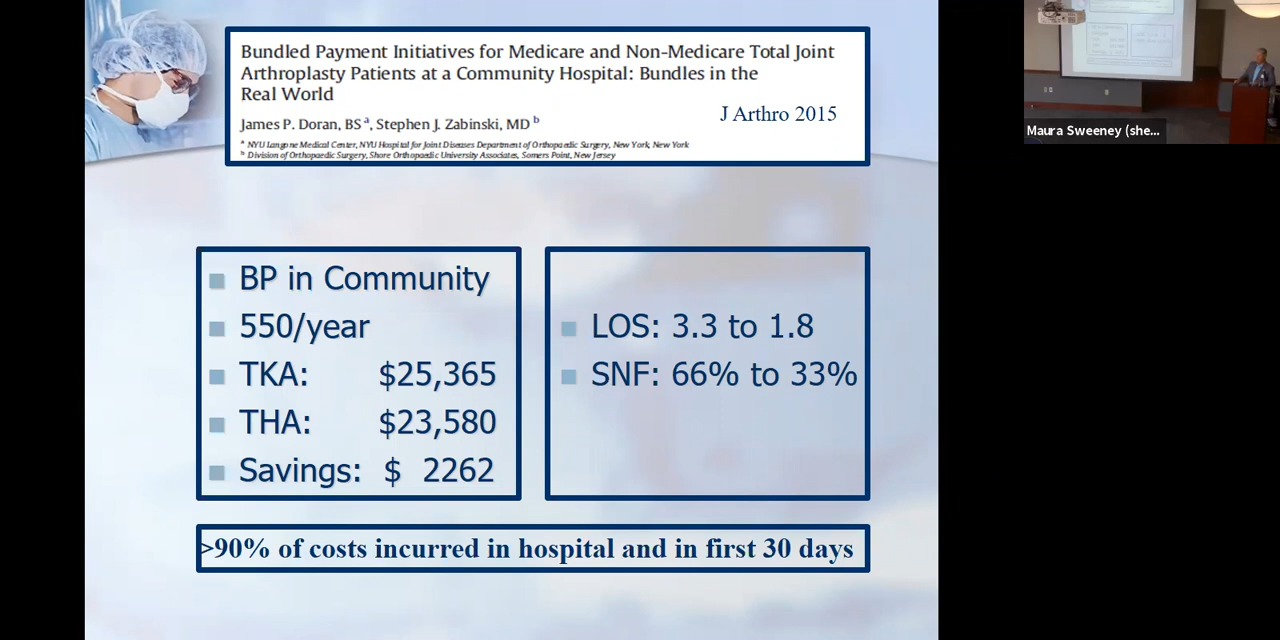 Bundled Payment Initiatives for Medicare and Non-Medicare Total Joint
Arthroplasty Patients at a Community Hospital: Bundles in the
Real World
J Arthro 2015
James P. Doran, BS a, Stephen J. Zabinski, MD b
a NYU Langone Medical Center, NYU Hospital for Joint Diseases Department of Orthopaedic Surgery, New York, New York
b Division of Orthopaedic Surgery, Shore Orthopaedic University Associates, Somers Point, New Jersey
BP in Community
550/year
TKA: $25,365
THA: $23,580
Savings: $ 2262
LOS: 3.3 to 1.8
SNF: 66% to 33%
>90% of costs incurred in hospital and in first 30 days
Maura Sweeney (she...